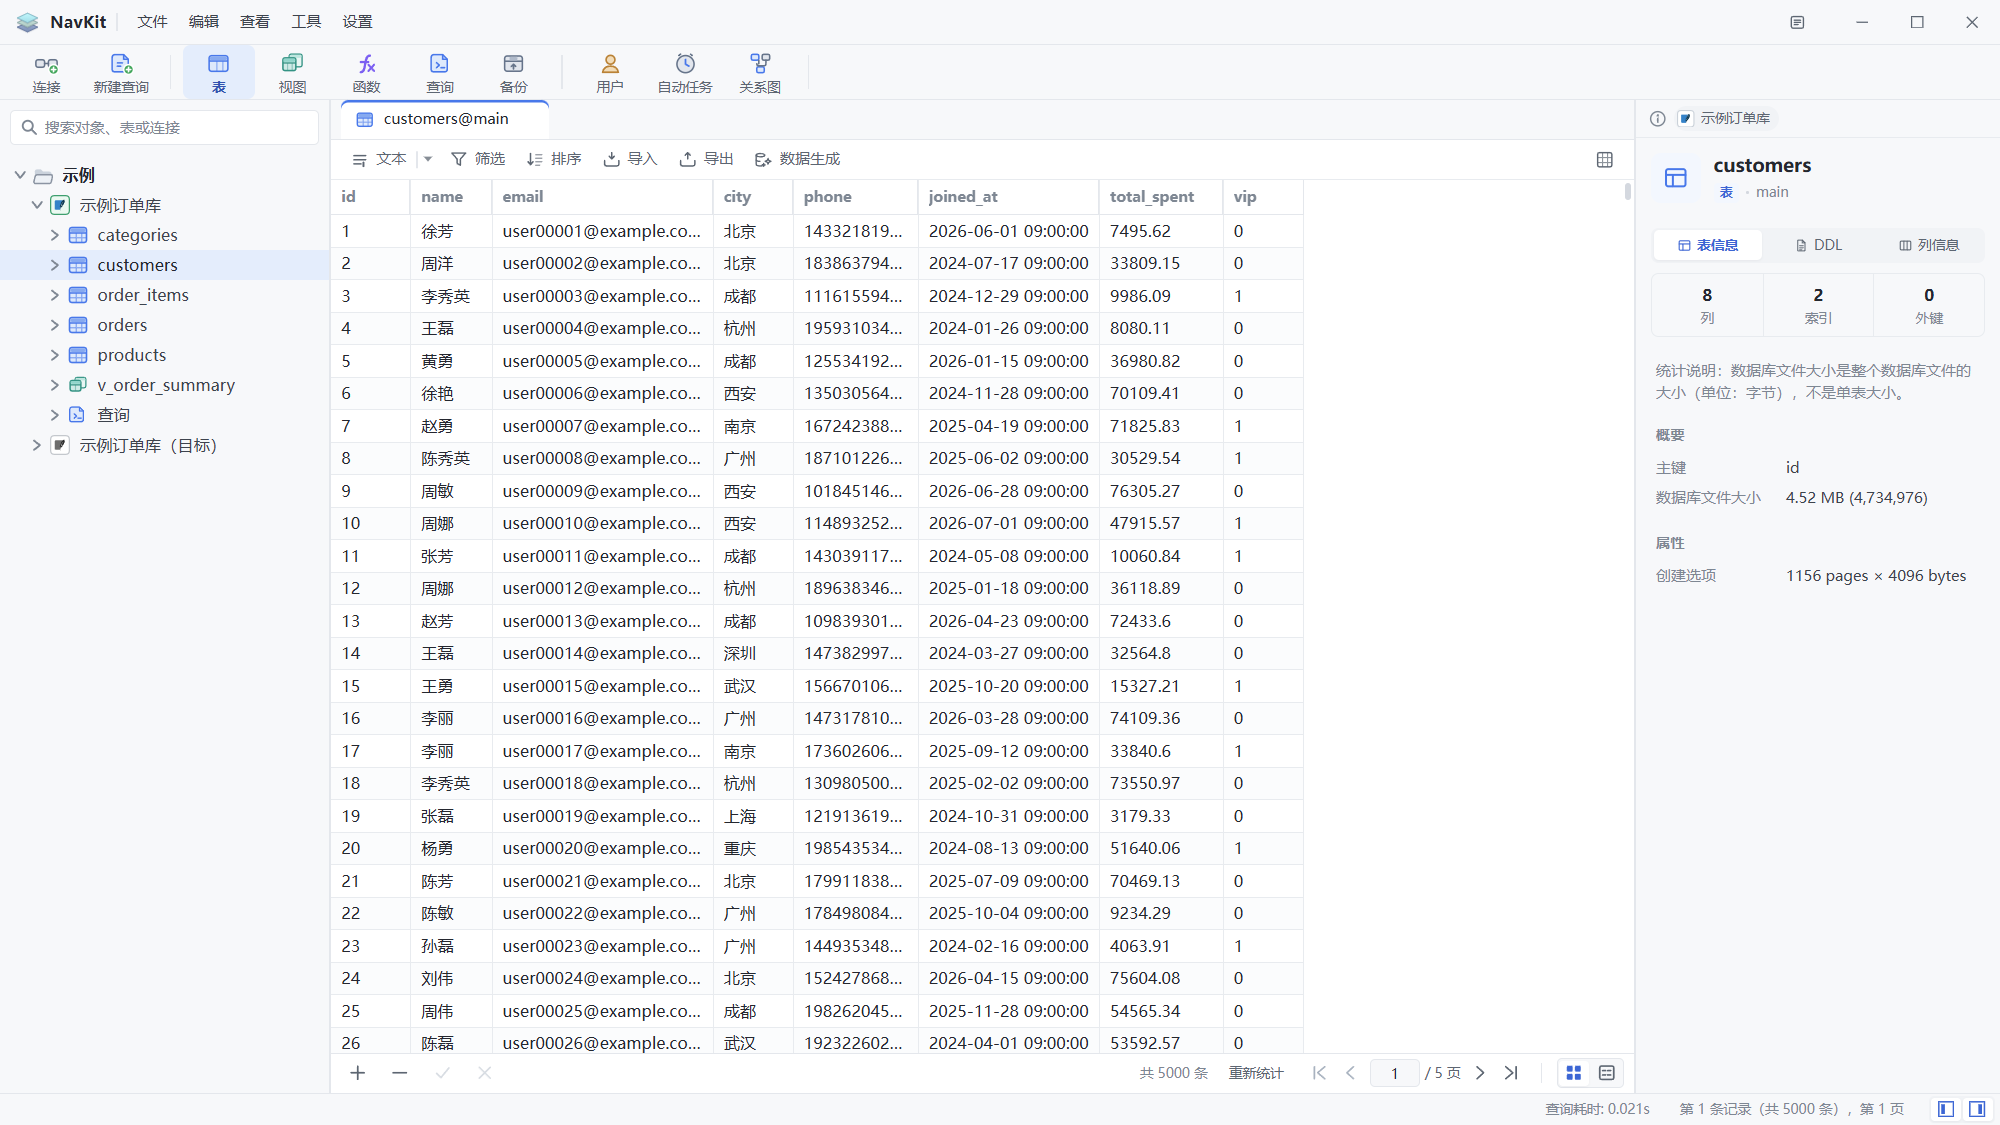 NavKit 文件 编辑 查看 工具 设置
连接 新建查询 表 视图 函数 查询 备份 用户 自动任务 关系图
搜索对象、表或连接
示例
示例订单库
categories
customers
order_items
orders
products
v_order_summary
查询
示例订单库（目标）
customers@main
文本 筛选 排序 导入 导出 数据生成
id name email city phone joined_at total_spent vip
1 徐芳 user00001@example.co... 北京 143321819... 2026-06-01 09:00:00 7495.62 0
2 周洋 user00002@example.co... 北京 183863794... 2024-07-17 09:00:00 33809.15 0
3 李秀英 user00003@example.co... 成都 111615594... 2024-12-29 09:00:00 9986.09 1
4 王磊 user00004@example.co... 杭州 195931034... 2024-01-26 09:00:00 8080.11 0
5 黄勇 user00005@example.co... 成都 125534192... 2026-01-15 09:00:00 36980.82 0
6 徐艳 user00006@example.co... 西安 135030564... 2024-11-28 09:00:00 70109.41 0
7 赵勇 user00007@example.co... 南京 167242388... 2025-04-19 09:00:00 71825.83 1
8 陈秀英 user00008@example.co... 广州 187101226... 2025-06-02 09:00:00 30529.54 1
9 周敏 user00009@example.co... 西安 101845146... 2026-06-28 09:00:00 76305.27 0
10 周娜 user00010@example.co... 西安 114893252... 2026-07-01 09:00:00 47915.57 1
11 张芳 user00011@example.co... 成都 143039117... 2024-05-08 09:00:00 10060.84 1
12 周娜 user00012@example.co... 杭州 189638346... 2025-01-18 09:00:00 36118.89 0
13 赵芳 user00013@example.co... 成都 109839301... 2026-04-23 09:00:00 72433.6 0
14 王磊 user00014@example.co... 深圳 147382997... 2024-03-27 09:00:00 32564.8 0
15 王勇 user00015@example.co... 武汉 156670106... 2025-10-20 09:00:00 15327.21 1
16 李丽 user00016@example.co... 广州 147317810... 2026-03-28 09:00:00 74109.36 0
17 李丽 user00017@example.co... 南京 173602606... 2025-09-12 09:00:00 33840.6 1
18 李秀英 user00018@example.co... 杭州 130980500... 2025-02-02 09:00:00 73550.97 0
19 张磊 user00019@example.co... 上海 121913619... 2024-10-31 09:00:00 3179.33 0
20 杨勇 user00020@example.co... 重庆 198543534... 2024-08-13 09:00:00 51640.06 1
21 陈芳 user00021@example.co... 北京 179911838... 2025-07-09 09:00:00 70469.13 0
22 陈敏 user00022@example.co... 广州 178498084... 2025-10-04 09:00:00 9234.29 0
23 孙磊 user00023@example.co... 广州 144935348... 2024-02-16 09:00:00 4063.91 1
24 刘伟 user00024@example.co... 北京 152427868... 2026-04-15 09:00:00 75604.08 0
25 周伟 user00025@example.co... 成都 198262045... 2025-11-28 09:00:00 54565.34 0
26 陈磊 user00026@example.co... 武汉 192322602... 2024-04-01 09:00:00 53592.57 0
共 5000 条 重新统计 1 / 5 页
示例订单库
customers
表 · main
表信息 DDL 列信息
8 2 0
列 索引 外键
统计说明：数据库文件大小是整个数据库文件的
大小（单位：字节），不是单表大小。
概要
主键 id
数据库文件大小 4.52 MB (4,734,976)
属性
创建选项 1156 pages × 4096 bytes
查询耗时: 0.021s 第 1 条记录（共 5000 条），第 1 页